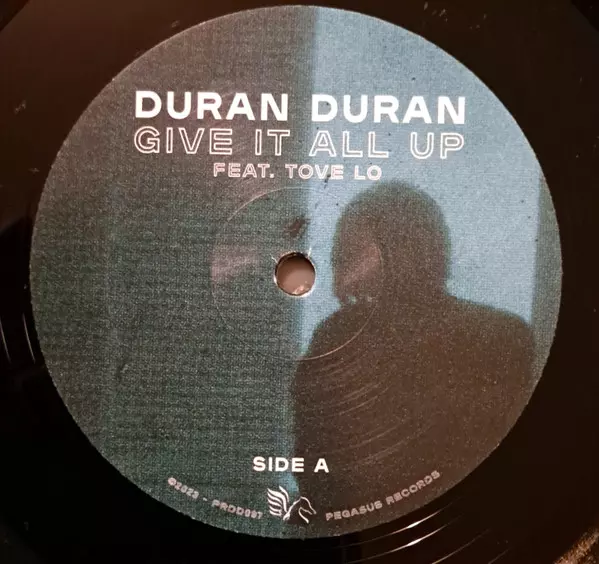 DURAN DURAN
GIVE IT ALL UP
FEAT. TOVE LO
SIDE A
PEGASUS RECORDS